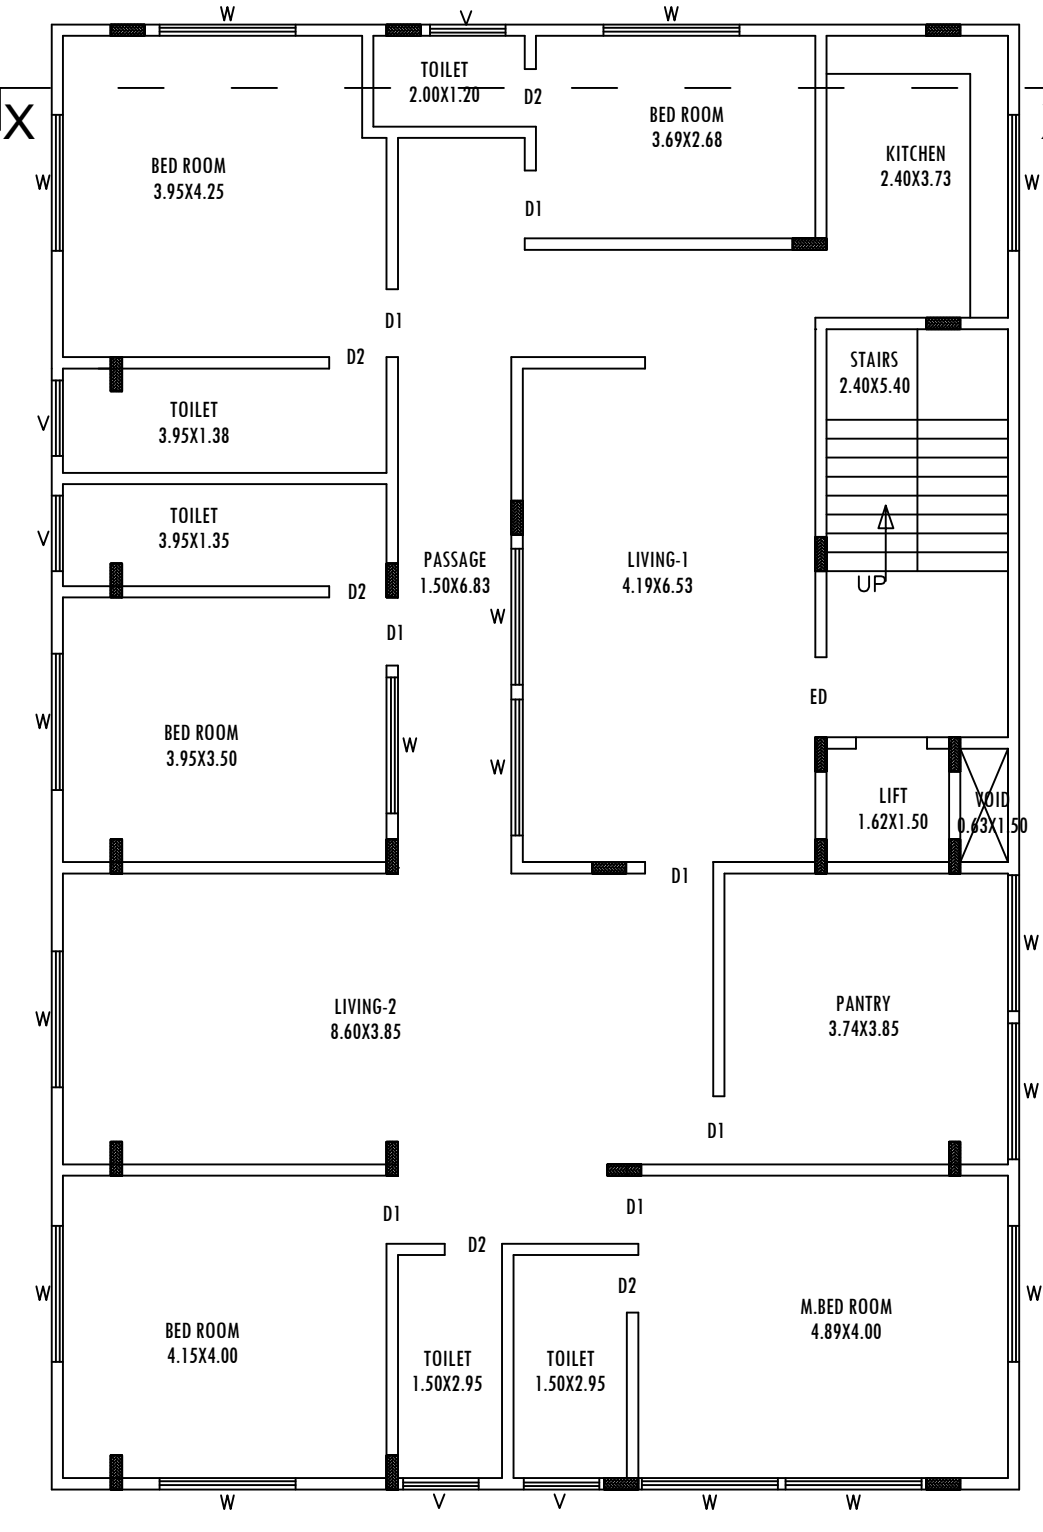 W
V
W
TOILET
2.00X1.20
D2
X
BED ROOM
3.69X2.68
BED ROOM
3.95X4.25
KITCHEN
2.40X3.73
W
W
D1
D1
D2
STAIRS
2.40X5.40
TOILET
3.95X1.38
V
TOILET
3.95X1.35
V
PASSAGE
1.50X6.83
LIVING-1
4.19X6.53
UP
D2
W
D1
ED
W
BED ROOM
3.95X3.50
W
W
LIFT
1.62X1.50
VOID
0.63X1.50
D1
W
LIVING-2
8.60X3.85
PANTRY
3.74X3.85
W
W
D1
D1
D1
D2
D2
W
W
M.BED ROOM
4.89X4.00
BED ROOM
4.15X4.00
TOILET
1.50X2.95
TOILET
1.50X2.95
W
V
V
W
W